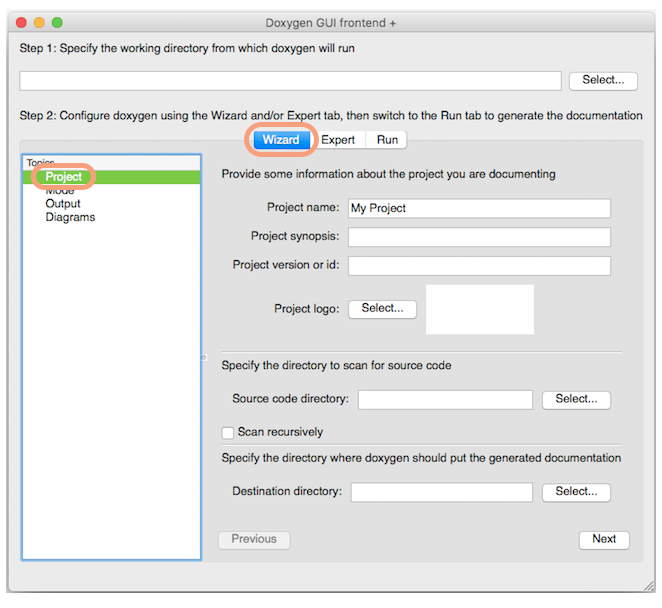 Doxygen GUI frontend +
Step 1: Specify the working directory from which doxygen will run
Select...
Step 2: Configure doxygen using the Wizard and/or Expert tab, then switch to the Run tab to generate the documentation
Wizard Expert Run
Topics
Project
Mode
Output
Diagrams
Provide some information about the project you are documenting
Project name: My Project
Project synopsis:
Project version or id:
Project logo: Select...
Specify the directory to scan for source code
Source code directory: Select...
Scan recursively
Specify the directory where doxygen should put the generated documentation
Destination directory: Select...
Previous Next